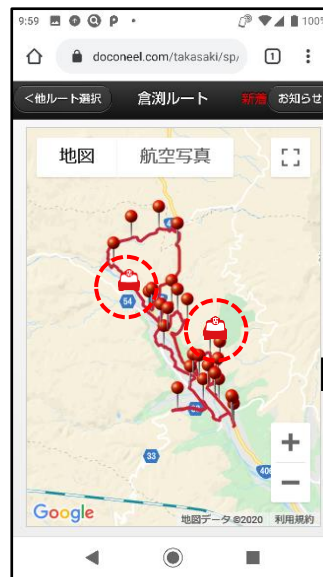 9:59
100%
doconeel.com/takasaki/sp/
1
<他ルート選択
倉渕ルート
新着
お知らせ
地図
航空写真
54
33
406
+
−
Google
地図データ ©2020
利用規約